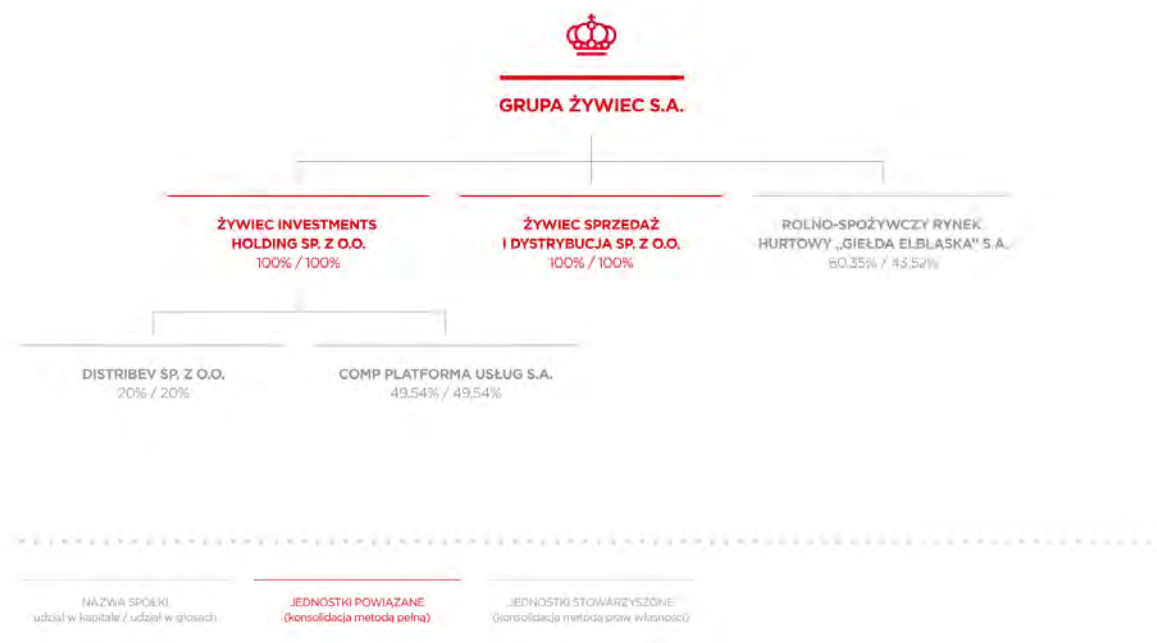 GRUPA ŻYWIEC S.A.
ŻYWIEC INVESTMENTS
HOLDING SP. Z O.O.
100% / 100%
ŻYWIEC SPRZEDAŻ
I DYSTRYBUCJA SP. Z O.O.
100% / 100%
ROLNO-SPOŻYWCZY RYNEK
HURTOWY „GIEŁDA ELBLĄSKA" S.A.
60,35% / 43,52%
DISTRIBEV SP. Z O.O.
20% / 20%
COMP PLATFORMA USŁUG S.A.
49,54% / 49,54%
NAZWA SPÓŁKI
udział w kapitale / udział w głosach
JEDNOSTKI POWIĄZANE
(konsolidacja metodą pełną)
JEDNOSTKI STOWARZYSZONE
(konsolidacja metodą praw własności)